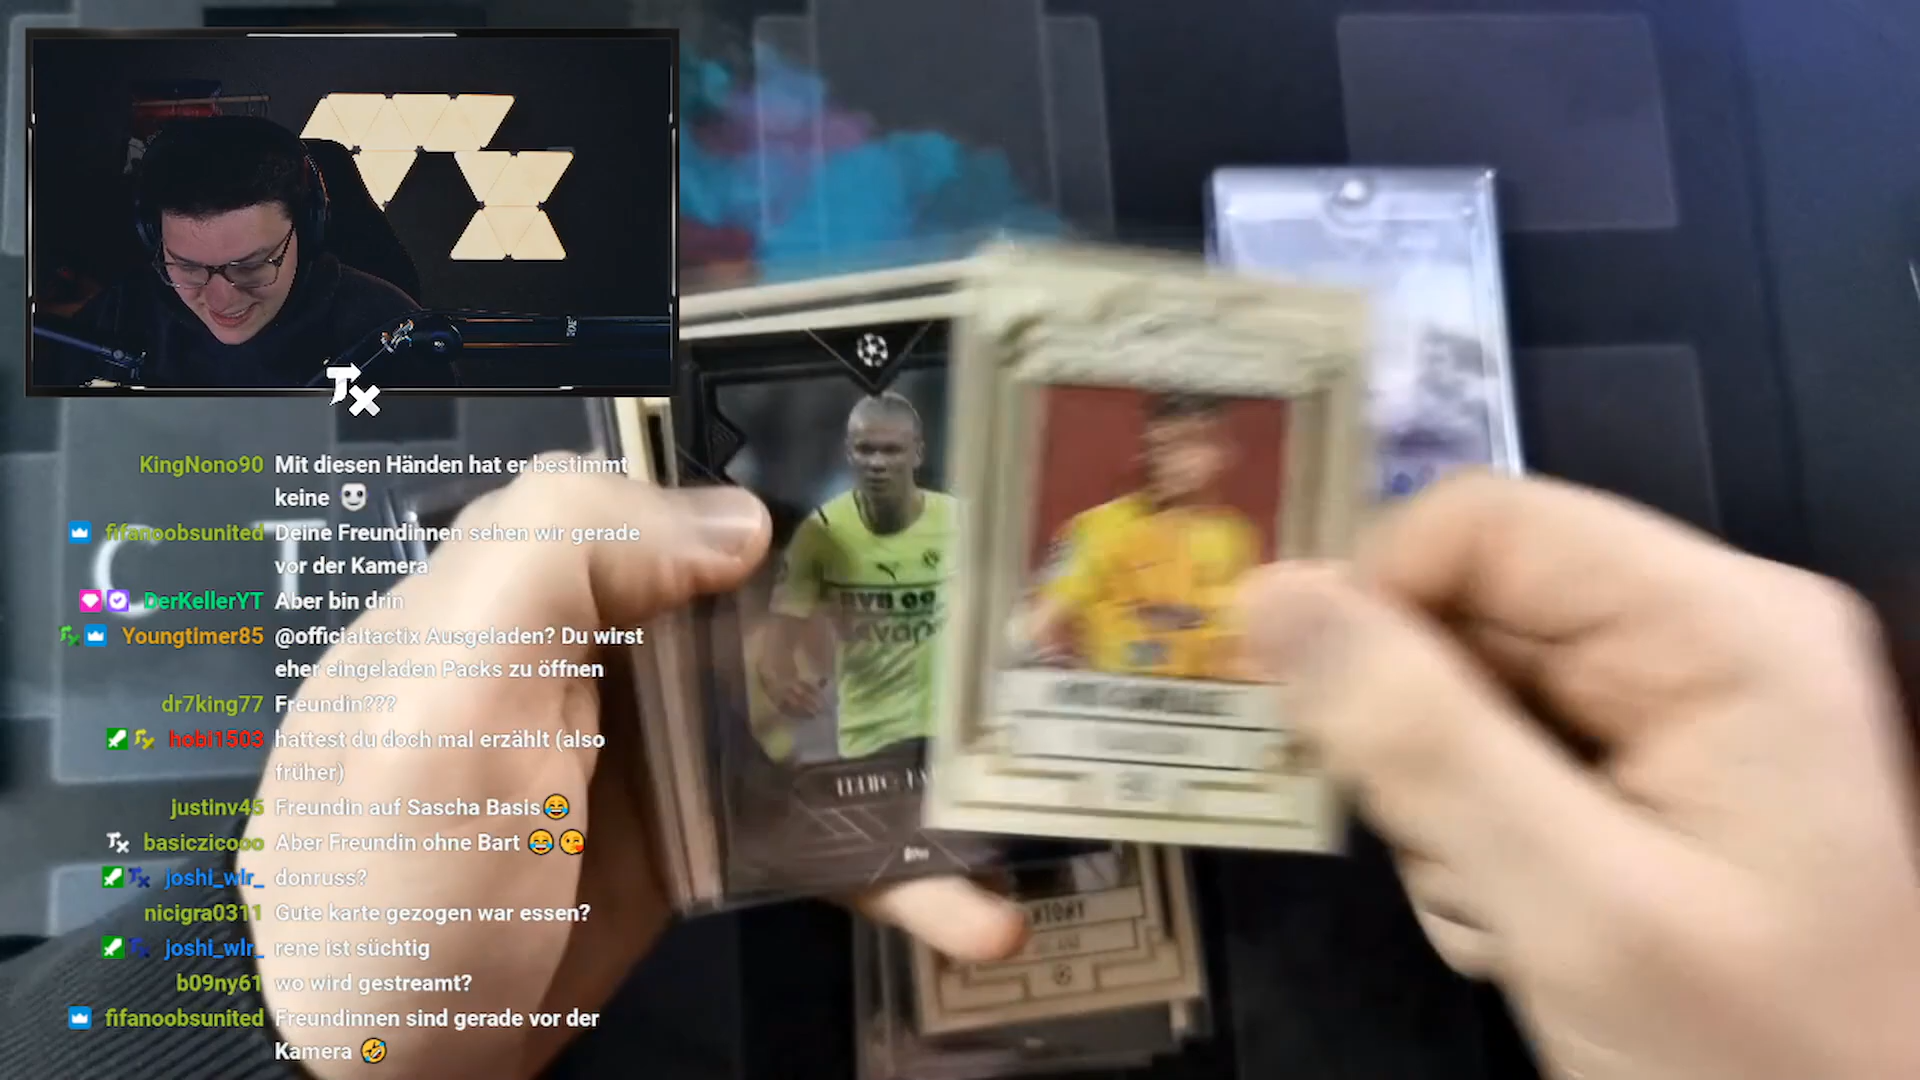 KingNono90 Mit diesen Händen hat er bestimmt
keine
fifanoobsunited Deine Freundinnen sehen wir gerade
vor der Kamera
DerKellerYT Aber bin drin
Youngtimer85 @officialtactix Ausgeladen? Du wirst
eher eingeladen Packs zu öffnen
dr7king77 Freundin???
hobi1503 hattest du doch mal erzählt (also
früher)
justinv45 Freundin auf Sascha Basis😂
basiczicooo Aber Freundin ohne Bart 😂😘
joshi_wlr_ donruss?
nicigra0311 Gute karte gezogen war essen?
joshi_wlr_ rene ist süchtig
b09ny61 wo wird gestreamt?
fifanoobsunited Freundinnen sind gerade vor der
Kamera 🤣
BVB 09